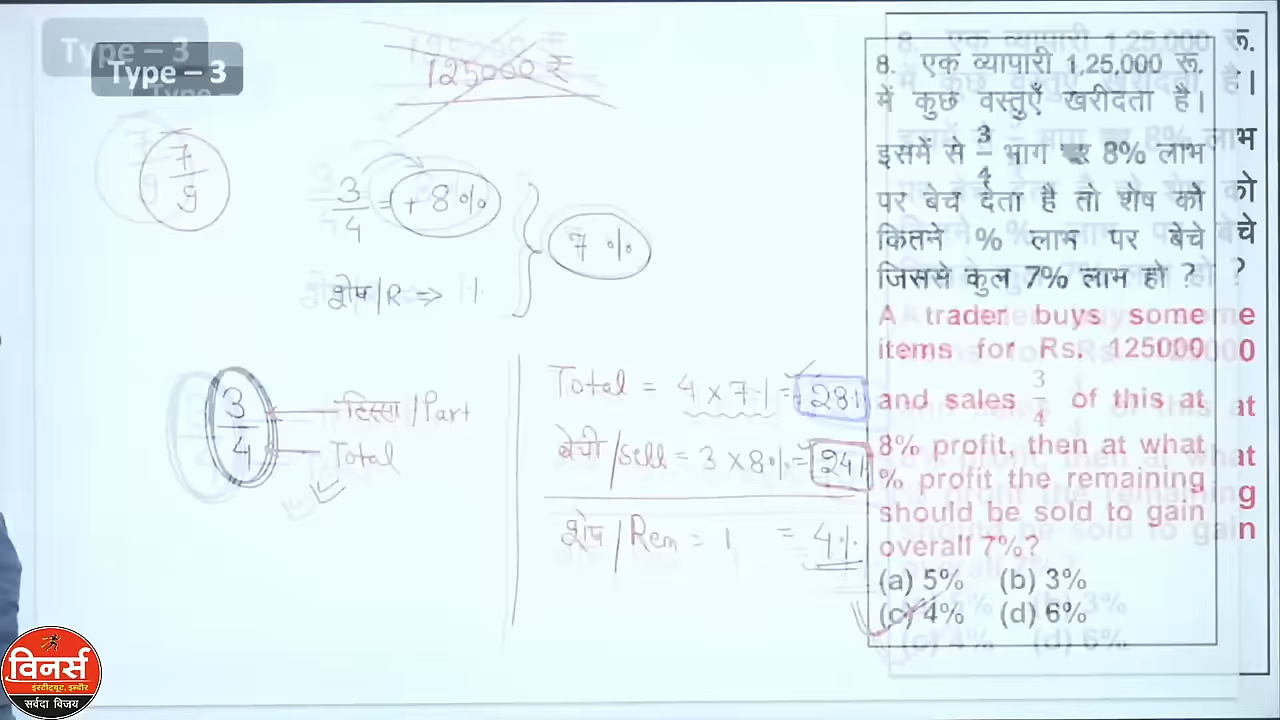 Type – 3
125000 ₹
7/9
3/4 = + 8%
शेष/R ⇒ 1
7 %
3/4
हिस्सा/Part
Total
Total = 4 × 7% = 28%
बेची/Sell = 3 × 8% = 24%
शेष/Rem = 1 = 4%
8. एक व्यापारी 1,25,000 रू.
में कुछ वस्तुएँ खरीदता है।
इसमें से 3/4 भाग पर 8% लाभ
पर बेच देता है तो शेष को
कितने % लाभ पर बेचे
जिससे कुल 7% लाभ हो ?
A trader buys some
items for Rs. 125000
and sales 3/4 of this at
8% profit, then at what
% profit the remaining
should be sold to gain
overall 7%?
(a) 5% (b) 3%
(c) 4% (d) 6%
विनर्स
इंस्टीट्यूट, इन्दौर
सर्वदा विजय